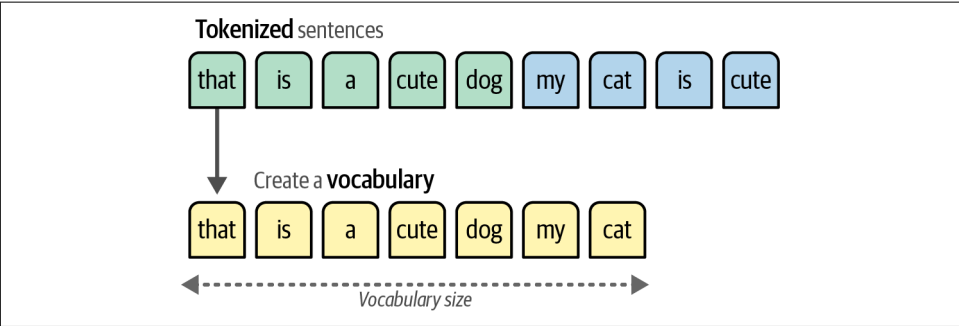 Tokenized sentences
that is a cute dog my cat is cute
Create a vocabulary
that is a cute dog my cat
Vocabulary size